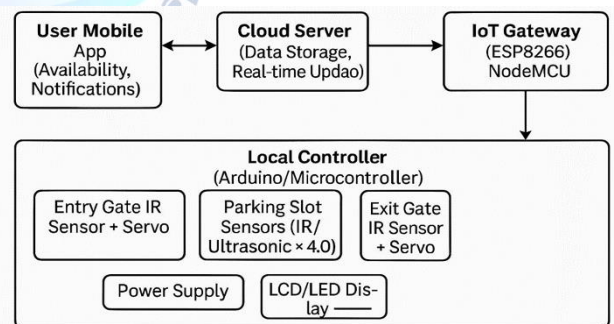 User Mobile
App
(Availability,
Notifications)
Cloud Server
(Data Storage,
Real-time Updao)
IoT Gateway
(ESP8266)
NodeMCU
Local Controller
(Arduino/Microcontroller)
Entry Gate IR
Sensor + Servo
Parking Slot
Sensors (IR/
Ultrasonic × 4.0)
Exit Gate
IR Sensor
+ Servo
Power Supply
LCD/LED Dis-
lay ——